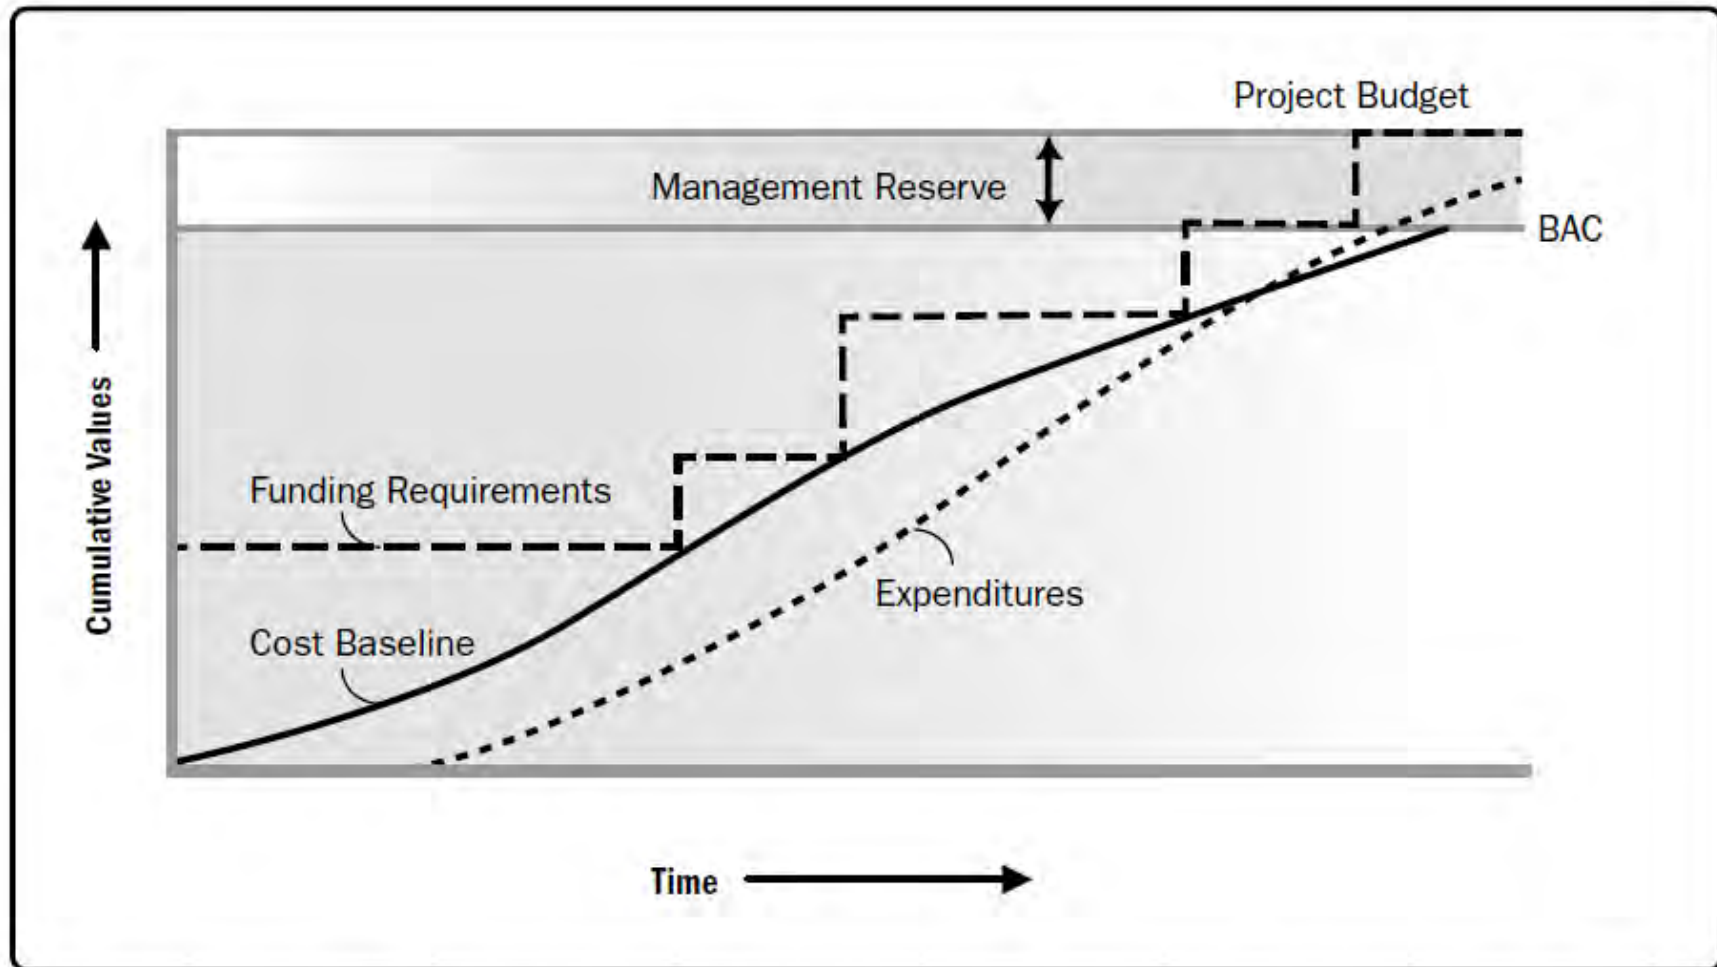 Project Budget
Management Reserve
BAC
Cumulative Values
Funding Requirements
Expenditures
Cost Baseline
Time